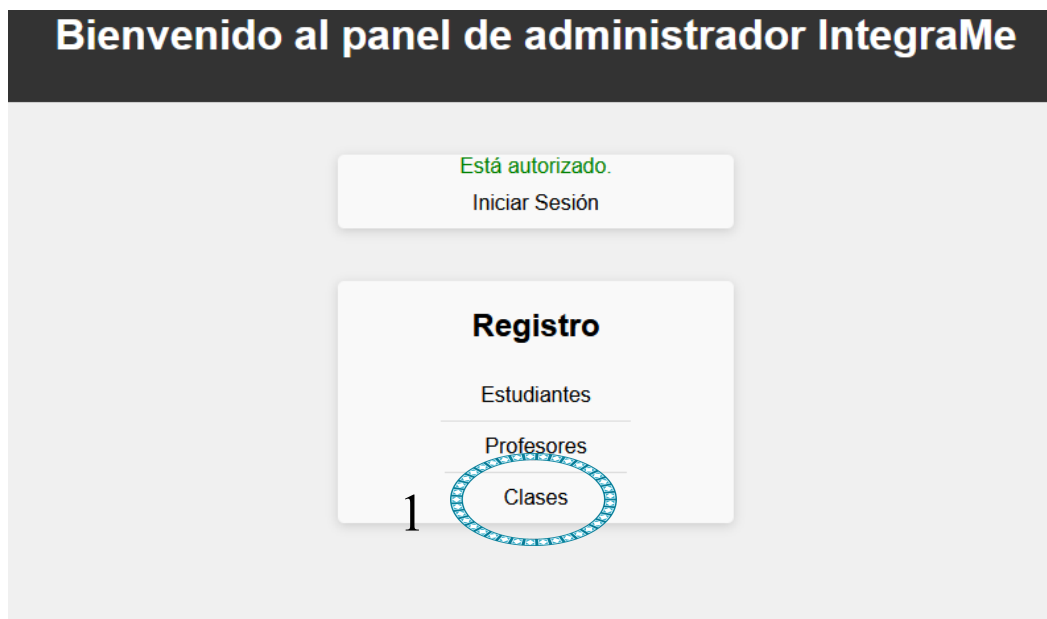 Bienvenido al panel de administrador IntegraMe
Está autorizado.
Iniciar Sesión
Registro
Estudiantes
Profesores
1 Clases